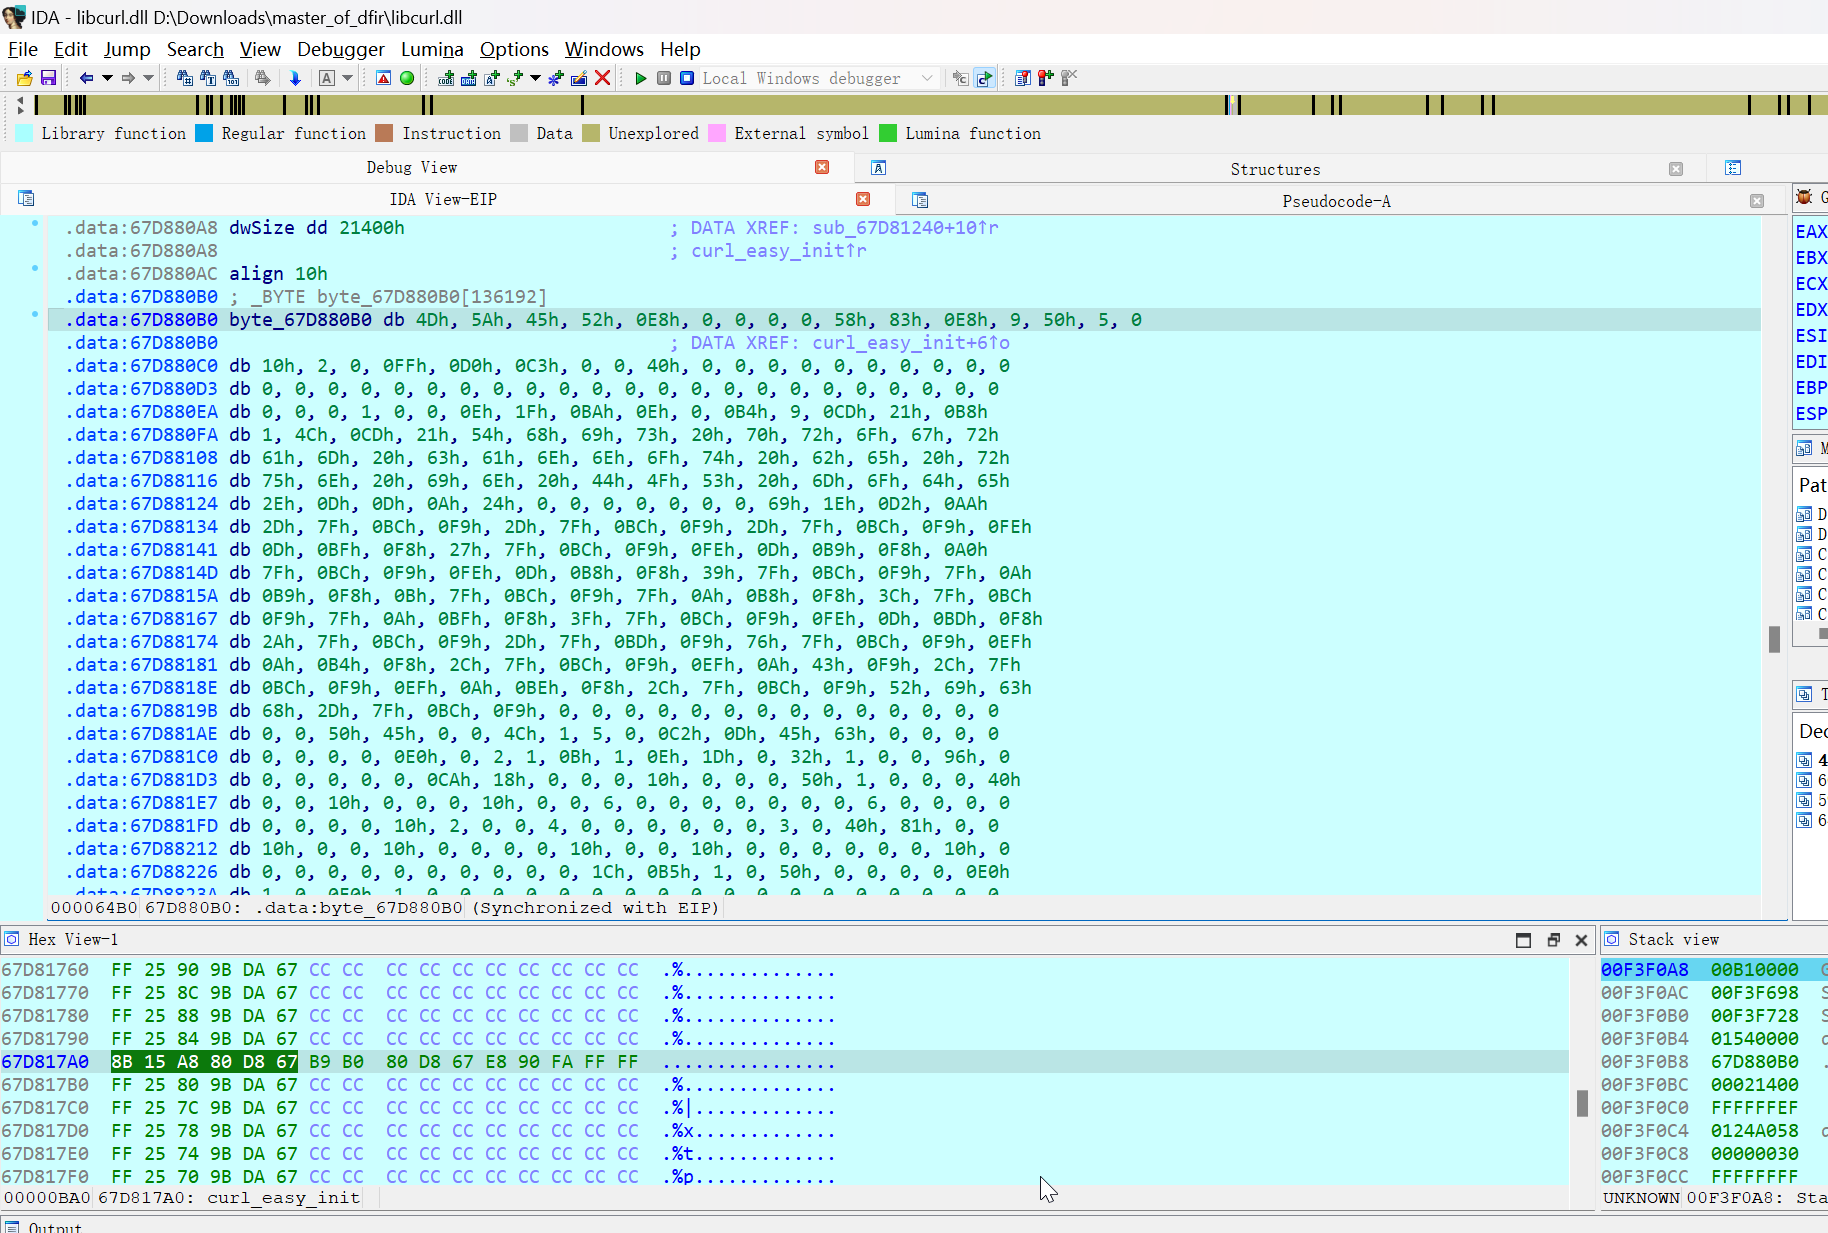 IDA - libcurl.dll D:\Downloads\master_of_dfir\libcurl.dll
File Edit Jump Search View Debugger Lumina Options Windows Help
Local Windows debugger
Library function Regular function Instruction Data Unexplored External symbol Lumina function
Debug View Structures
IDA View-EIP Pseudocode-A
.data:67D880A8 dwSize dd 21400h ; DATA XREF: sub_67D81240+10↑r
.data:67D880A8 ; curl_easy_init↑r
.data:67D880AC align 10h
.data:67D880B0 ; _BYTE byte_67D880B0[136192]
.data:67D880B0 byte_67D880B0 db 4Dh, 5Ah, 45h, 52h, 0E8h, 0, 0, 0, 0, 58h, 83h, 0E8h, 9, 50h, 5, 0
.data:67D880B0 ; DATA XREF: curl_easy_init+6↑o
.data:67D880C0 db 10h, 2, 0, 0FFh, 0D0h, 0C3h, 0, 0, 40h, 0, 0, 0, 0, 0, 0, 0, 0, 0, 0
.data:67D880D3 db 0, 0, 0, 0, 0, 0, 0, 0, 0, 0, 0, 0, 0, 0, 0, 0, 0, 0, 0, 0, 0, 0, 0
.data:67D880EA db 0, 0, 0, 1, 0, 0, 0Eh, 1Fh, 0BAh, 0Eh, 0, 0B4h, 9, 0CDh, 21h, 0B8h
.data:67D880FA db 1, 4Ch, 0CDh, 21h, 54h, 68h, 69h, 73h, 20h, 70h, 72h, 6Fh, 67h, 72h
.data:67D88108 db 61h, 6Dh, 20h, 63h, 61h, 6Eh, 6Eh, 6Fh, 74h, 20h, 62h, 65h, 20h, 72h
.data:67D88116 db 75h, 6Eh, 20h, 69h, 6Eh, 20h, 44h, 4Fh, 53h, 20h, 6Dh, 6Fh, 64h, 65h
.data:67D88124 db 2Eh, 0Dh, 0Dh, 0Ah, 24h, 0, 0, 0, 0, 0, 0, 0, 69h, 1Eh, 0D2h, 0AAh
.data:67D88134 db 2Dh, 7Fh, 0BCh, 0F9h, 2Dh, 7Fh, 0BCh, 0F9h, 2Dh, 7Fh, 0BCh, 0F9h, 0FEh
.data:67D88141 db 0Dh, 0BFh, 0F8h, 27h, 7Fh, 0BCh, 0F9h, 0FEh, 0Dh, 0B9h, 0F8h, 0A0h
.data:67D8814D db 7Fh, 0BCh, 0F9h, 0FEh, 0Dh, 0B8h, 0F8h, 39h, 7Fh, 0BCh, 0F9h, 7Fh, 0Ah
.data:67D8815A db 0B9h, 0F8h, 0Bh, 7Fh, 0BCh, 0F9h, 7Fh, 0Ah, 0B8h, 0F8h, 3Ch, 7Fh, 0BCh
.data:67D88167 db 0F9h, 7Fh, 0Ah, 0BFh, 0F8h, 3Fh, 7Fh, 0BCh, 0F9h, 0FEh, 0Dh, 0BDh, 0F8h
.data:67D88174 db 2Ah, 7Fh, 0BCh, 0F9h, 2Dh, 7Fh, 0BDh, 0F9h, 76h, 7Fh, 0BCh, 0F9h, 0EFh
.data:67D88181 db 0Ah, 0B4h, 0F8h, 2Ch, 7Fh, 0BCh, 0F9h, 0EFh, 0Ah, 43h, 0F9h, 2Ch, 7Fh
.data:67D8818E db 0BCh, 0F9h, 0EFh, 0Ah, 0BEh, 0F8h, 2Ch, 7Fh, 0BCh, 0F9h, 52h, 69h, 63h
.data:67D8819B db 68h, 2Dh, 7Fh, 0BCh, 0F9h, 0, 0, 0, 0, 0, 0, 0, 0, 0, 0, 0, 0, 0, 0
.data:67D881AE db 0, 0, 50h, 45h, 0, 0, 4Ch, 1, 5, 0, 0C2h, 0Dh, 45h, 63h, 0, 0, 0, 0
.data:67D881C0 db 0, 0, 0, 0, 0E0h, 0, 2, 1, 0Bh, 1, 0Eh, 1Dh, 0, 32h, 1, 0, 0, 96h, 0
.data:67D881D3 db 0, 0, 0, 0, 0, 0CAh, 18h, 0, 0, 0, 10h, 0, 0, 0, 50h, 1, 0, 0, 0, 40h
.data:67D881E7 db 0, 0, 10h, 0, 0, 0, 10h, 0, 0, 6, 0, 0, 0, 0, 0, 0, 0, 6, 0, 0, 0, 0
.data:67D881FD db 0, 0, 0, 0, 10h, 2, 0, 0, 4, 0, 0, 0, 0, 0, 0, 3, 0, 40h, 81h, 0, 0
.data:67D88212 db 10h, 0, 0, 10h, 0, 0, 0, 0, 10h, 0, 0, 10h, 0, 0, 0, 0, 0, 0, 10h, 0
.data:67D88226 db 0, 0, 0, 0, 0, 0, 0, 0, 0, 0, 1Ch, 0B5h, 1, 0, 50h, 0, 0, 0, 0, 0E0h
.data:67D8823A db 1, 0, 0E0h, 1, 0, 0, 0, 0, 0, 0, 0, 0, 0, 0, 0, 0, 0, 0, 0, 0, 0
000064B0 67D880B0: .data:byte_67D880B0 (Synchronized with EIP)
EAX
EBX
ECX
EDX
ESI
EDI
EBP
ESP
Pat
Dec
Hex View-1
67D81760 FF 25 90 9B DA 67 CC CC CC CC CC CC CC CC CC CC .%..............
67D81770 FF 25 8C 9B DA 67 CC CC CC CC CC CC CC CC CC CC .%..............
67D81780 FF 25 88 9B DA 67 CC CC CC CC CC CC CC CC CC CC .%..............
67D81790 FF 25 84 9B DA 67 CC CC CC CC CC CC CC CC CC CC .%..............
67D817A0 8B 15 A8 80 D8 67 B9 B0 80 D8 67 E8 90 FA FF FF ................
67D817B0 FF 25 80 9B DA 67 CC CC CC CC CC CC CC CC CC CC .%..............
67D817C0 FF 25 7C 9B DA 67 CC CC CC CC CC CC CC CC CC CC .%|.............
67D817D0 FF 25 78 9B DA 67 CC CC CC CC CC CC CC CC CC CC .%x.............
67D817E0 FF 25 74 9B DA 67 CC CC CC CC CC CC CC CC CC CC .%t.............
67D817F0 FF 25 70 9B DA 67 CC CC CC CC CC CC CC CC CC CC .%p.............
00000BA0 67D817A0: curl_easy_init
Stack view
00F3F0A8 00B10000
00F3F0AC 00F3F698
00F3F0B0 00F3F728
00F3F0B4 01540000
00F3F0B8 67D880B0
00F3F0BC 00021400
00F3F0C0 FFFFFFEF
00F3F0C4 0124A058
00F3F0C8 00000030
00F3F0CC FFFFFFFF
UNKNOWN 00F3F0A8: Sta
Output